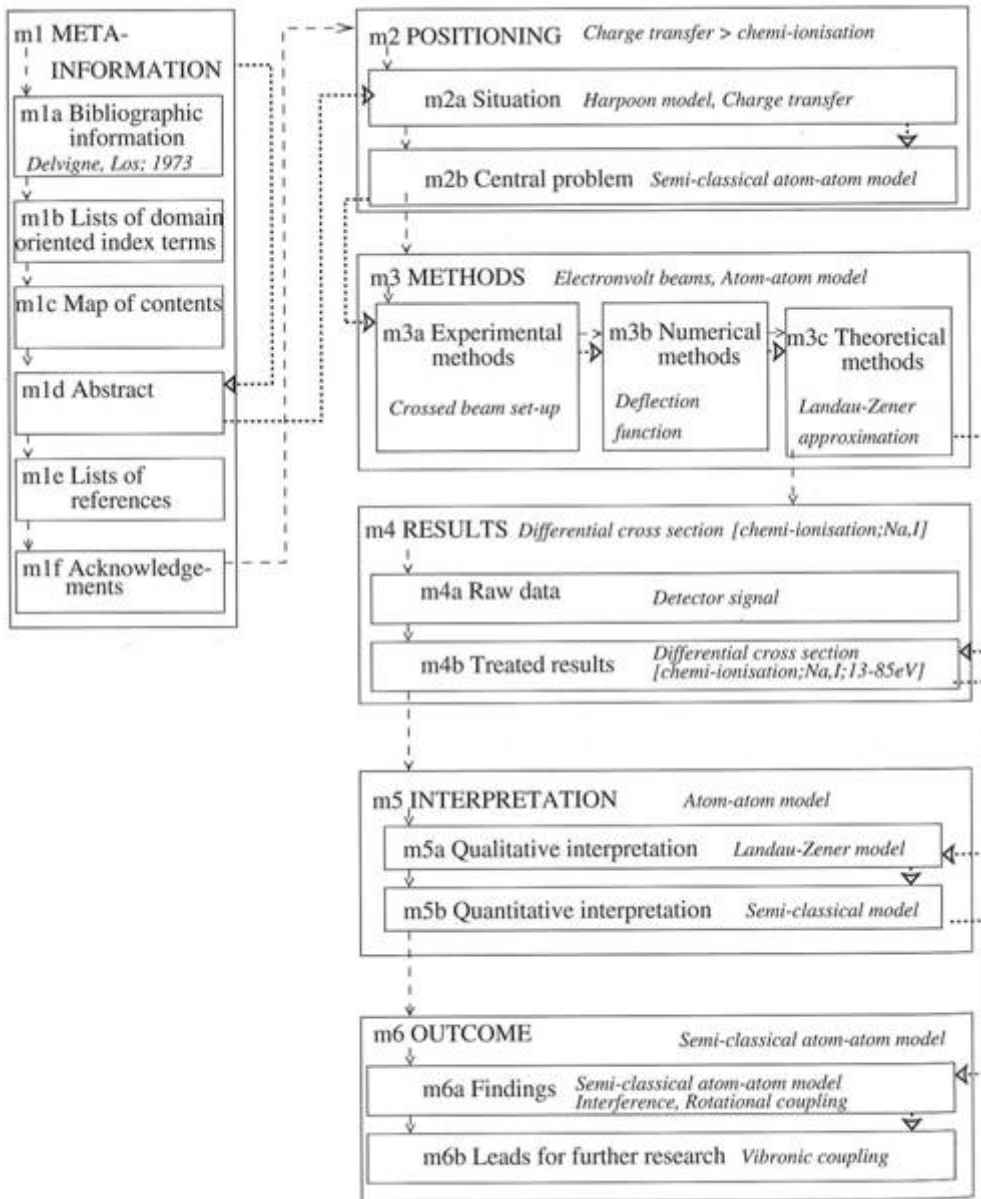 m1 META-
INFORMATION
m1a Bibliographic
information
Delvigne, Los; 1973
m1b Lists of domain
oriented index terms
m1c Map of contents
m1d Abstract
m1e Lists of
references
m1f Acknowledge-
ments
m2 POSITIONING Charge transfer > chemi-ionisation
m2a Situation Harpoon model, Charge transfer
m2b Central problem Semi-classical atom-atom model
m3 METHODS Electronvolt beams, Atom-atom model
m3a Experimental
methods
Crossed beam set-up
m3b Numerical
methods
Deflection
function
m3c Theoretical
methods
Landau-Zener
approximation
m4 RESULTS Differential cross section [chemi-ionisation;Na,I]
m4a Raw data Detector signal
m4b Treated results Differential cross section
[chemi-ionisation;Na,I;13-85eV]
m5 INTERPRETATION Atom-atom model
m5a Qualitative interpretation Landau-Zener model
m5b Quantitative interpretation Semi-classical model
m6 OUTCOME Semi-classical atom-atom model
m6a Findings Semi-classical atom-atom model
Interference, Rotational coupling
m6b Leads for further research Vibronic coupling